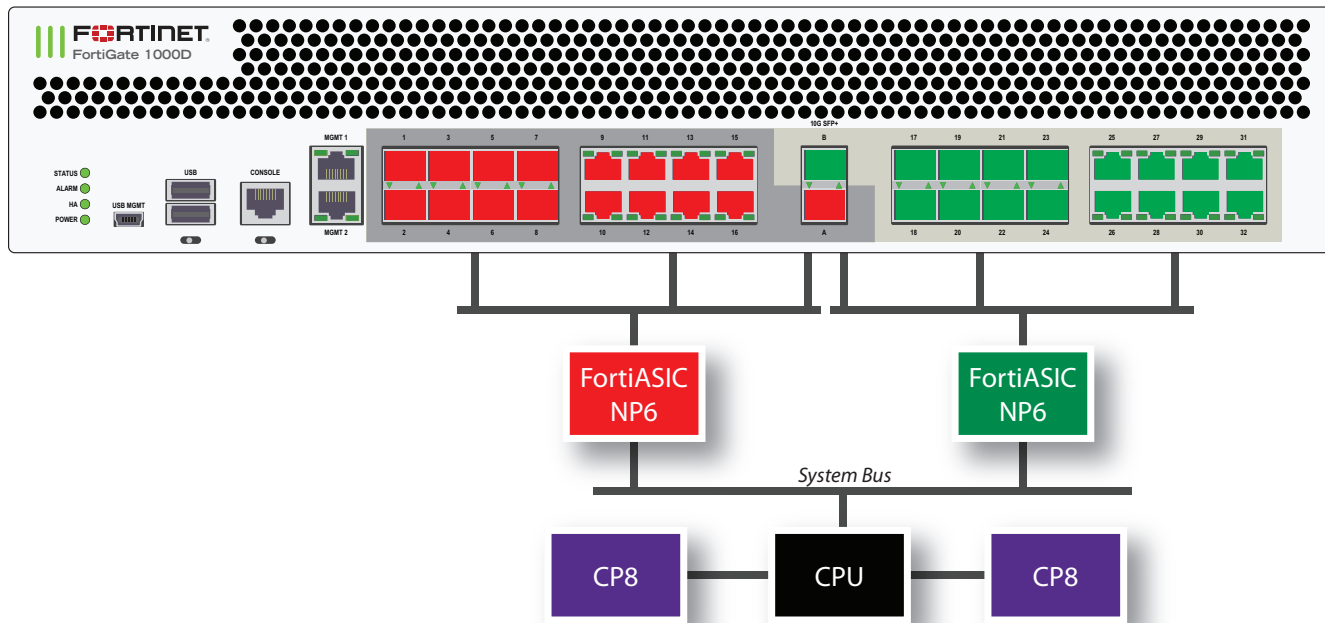 FORTINET
FortiGate 1000D
10G SFP+
MGMT 1 1 3 5 7 9 11 13 15 B 17 19 21 23 25 27 29 31
STATUS
ALARM
HA
POWER
USB MGMT
USB
CONSOLE
MGMT 2 2 4 6 8 10 12 14 16 A 18 20 22 24 26 28 30 32
FortiASIC
NP6
FortiASIC
NP6
System Bus
CP8
CPU
CP8